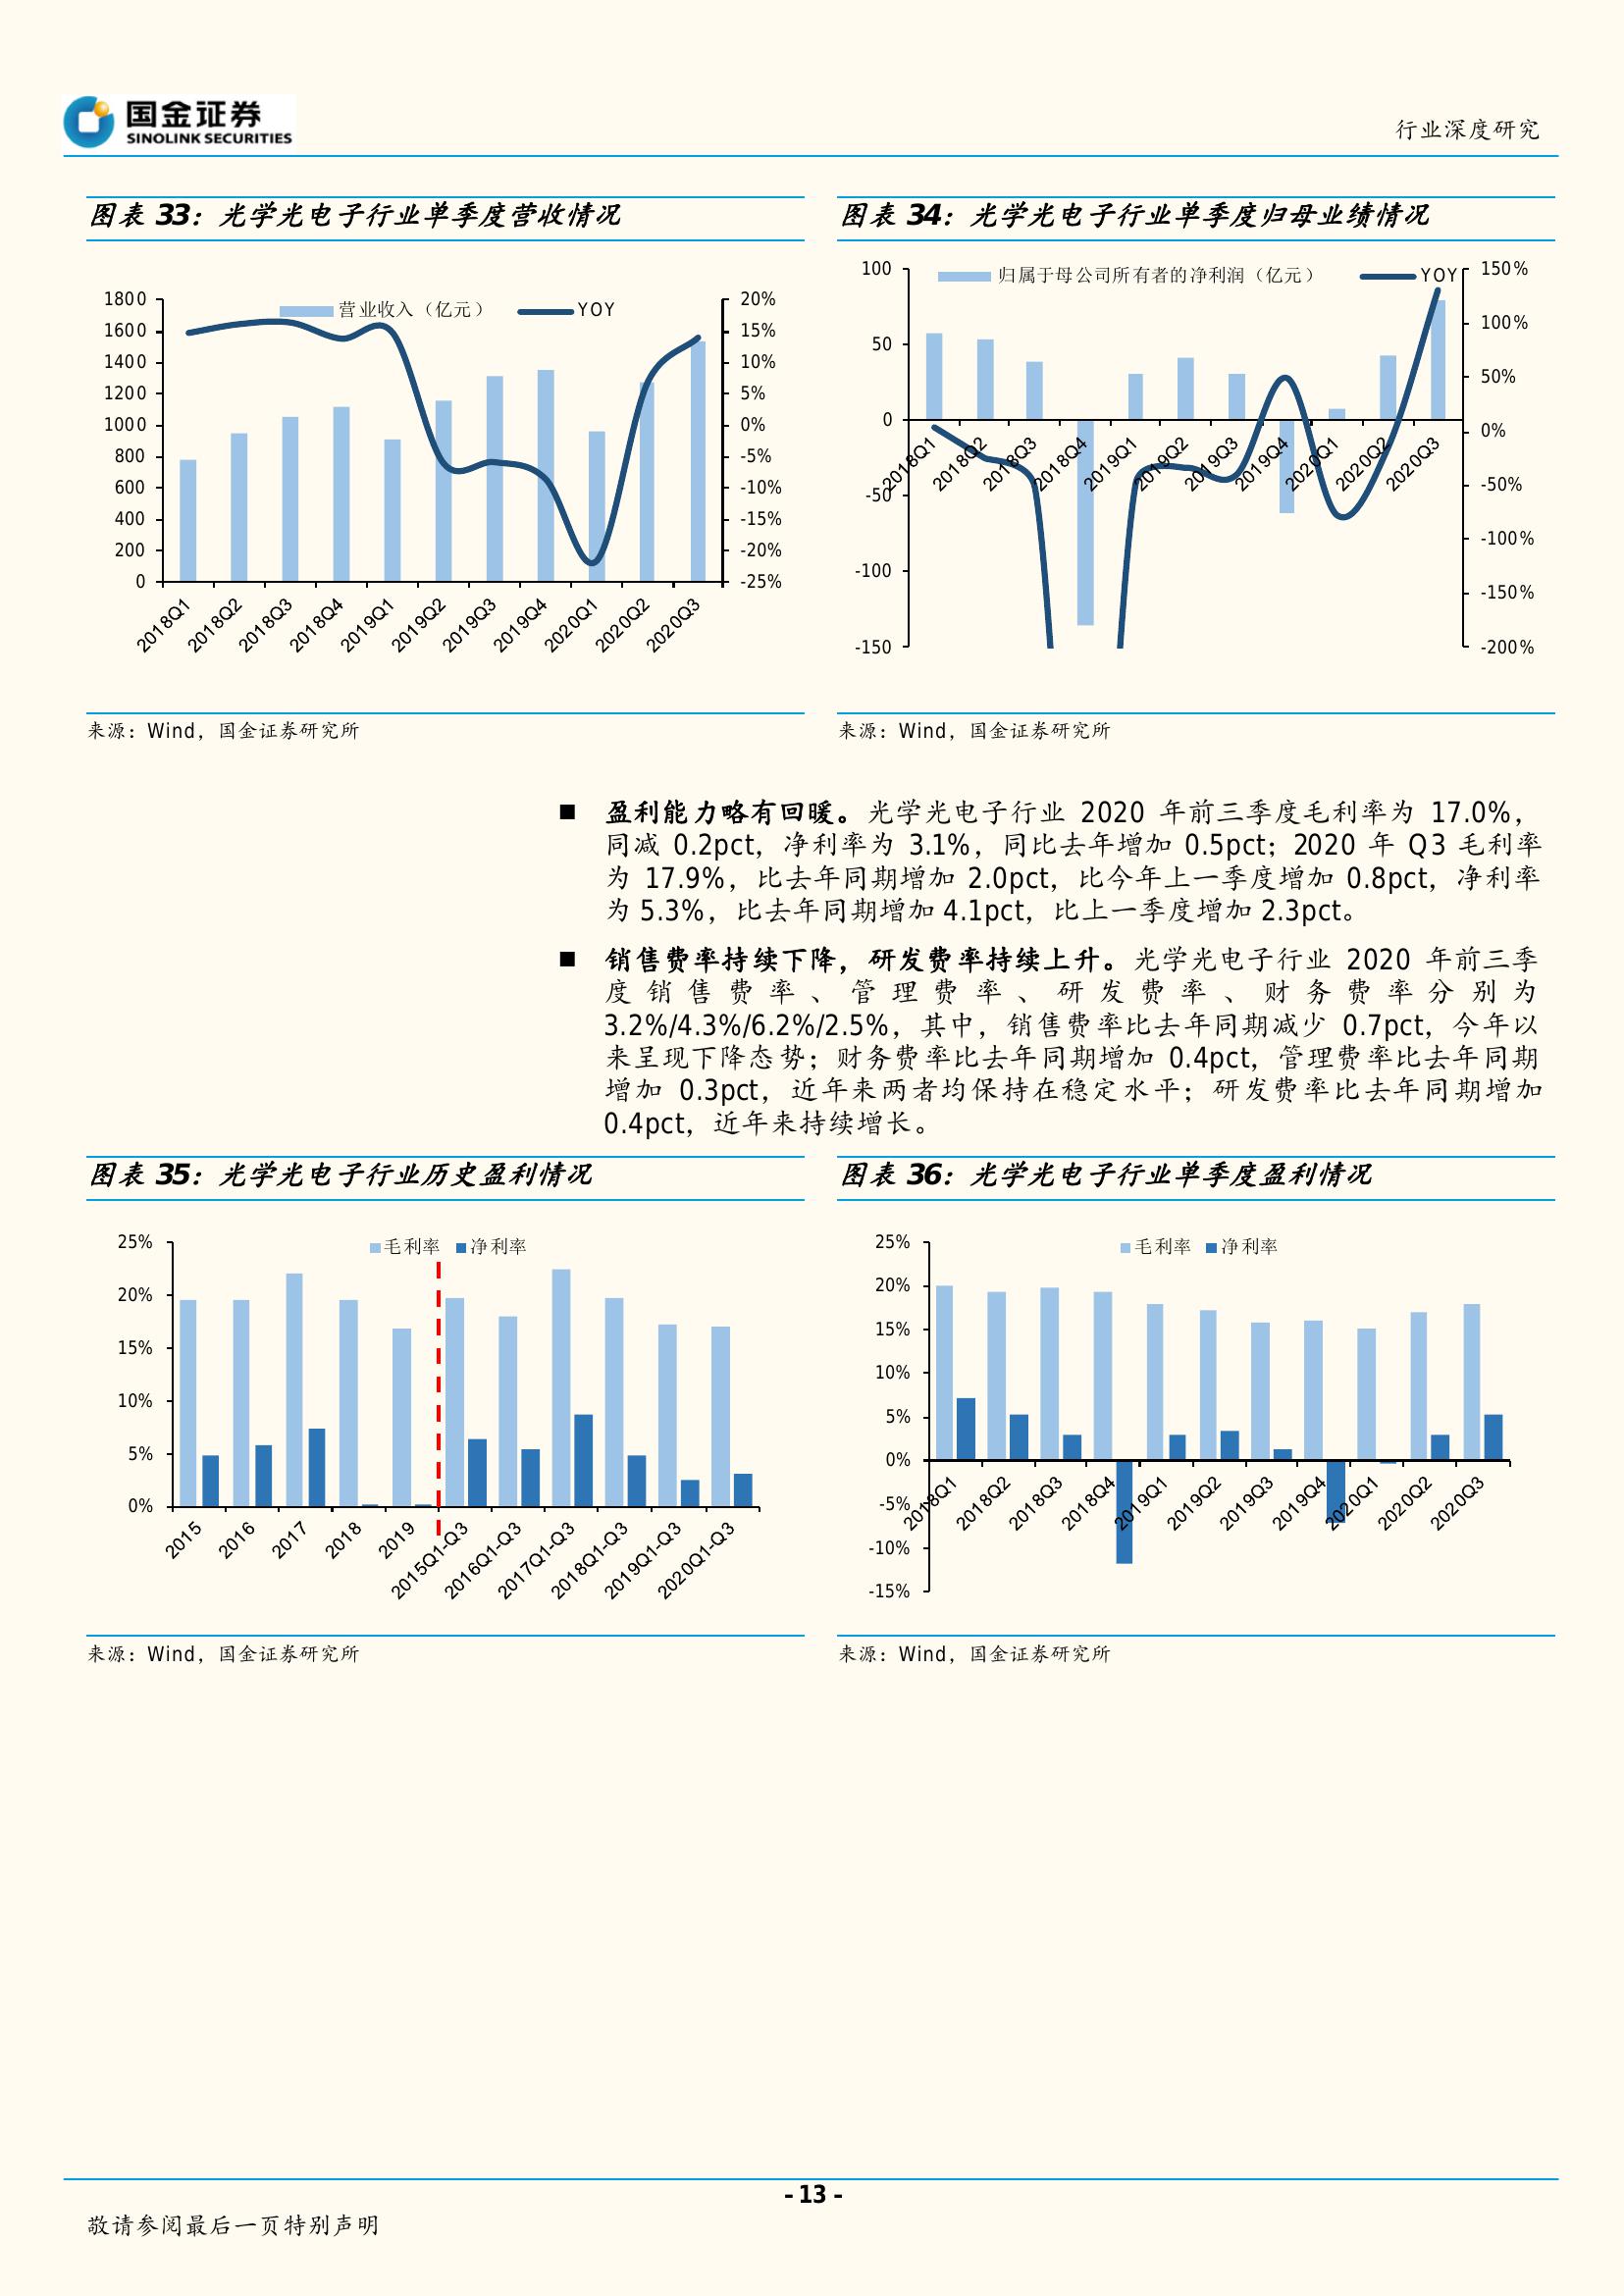 国金证券
SINOLINK SECURITIES
行业深度研究
图表 33：光学光电子行业单季度营收情况
营业收入（亿元） YOY
1800
1600
1400
1200
1000
800
600
400
200
0
20%
15%
10%
5%
0%
-5%
-10%
-15%
-20%
-25%
2018Q1 2018Q2 2018Q3 2018Q4 2019Q1 2019Q2 2019Q3 2019Q4 2020Q1 2020Q2 2020Q3
来源：Wind，国金证券研究所
图表 34：光学光电子行业单季度归母业绩情况
归属于母公司所有者的净利润（亿元） YOY
100
50
0
-50
-100
-150
150%
100%
50%
0%
-50%
-100%
-150%
-200%
2018Q1 2018Q2 2018Q3 2018Q4 2019Q1 2019Q2 2019Q3 2019Q4 2020Q1 2020Q2 2020Q3
来源：Wind，国金证券研究所
■ 盈利能力略有回暖。光学光电子行业 2020 年前三季度毛利率为 17.0%，
同减 0.2pct，净利率为 3.1%，同比去年增加 0.5pct；2020 年 Q3 毛利率
为 17.9%，比去年同期增加 2.0pct，比今年上一季度增加 0.8pct，净利率
为 5.3%，比去年同期增加 4.1pct，比上一季度增加 2.3pct。
■ 销售费率持续下降，研发费率持续上升。光学光电子行业 2020 年前三季
度销售费率、管理费率、研发费率、财务费率分别为
3.2%/4.3%/6.2%/2.5%，其中，销售费率比去年同期减少 0.7pct，今年以
来呈现下降态势；财务费率比去年同期增加 0.4pct，管理费率比去年同期
增加 0.3pct，近年来两者均保持在稳定水平；研发费率比去年同期增加
0.4pct，近年来持续增长。
图表 35：光学光电子行业历史盈利情况
毛利率 净利率
25%
20%
15%
10%
5%
0%
2015 2016 2017 2018 2019 2015Q1-Q3 2016Q1-Q3 2017Q1-Q3 2018Q1-Q3 2019Q1-Q3 2020Q1-Q3
来源：Wind，国金证券研究所
图表 36：光学光电子行业单季度盈利情况
毛利率 净利率
25%
20%
15%
10%
5%
0%
-5%
-10%
-15%
2018Q1 2018Q2 2018Q3 2018Q4 2019Q1 2019Q2 2019Q3 2019Q4 2020Q1 2020Q2 2020Q3
来源：Wind，国金证券研究所
- 13 -
敬请参阅最后一页特别声明